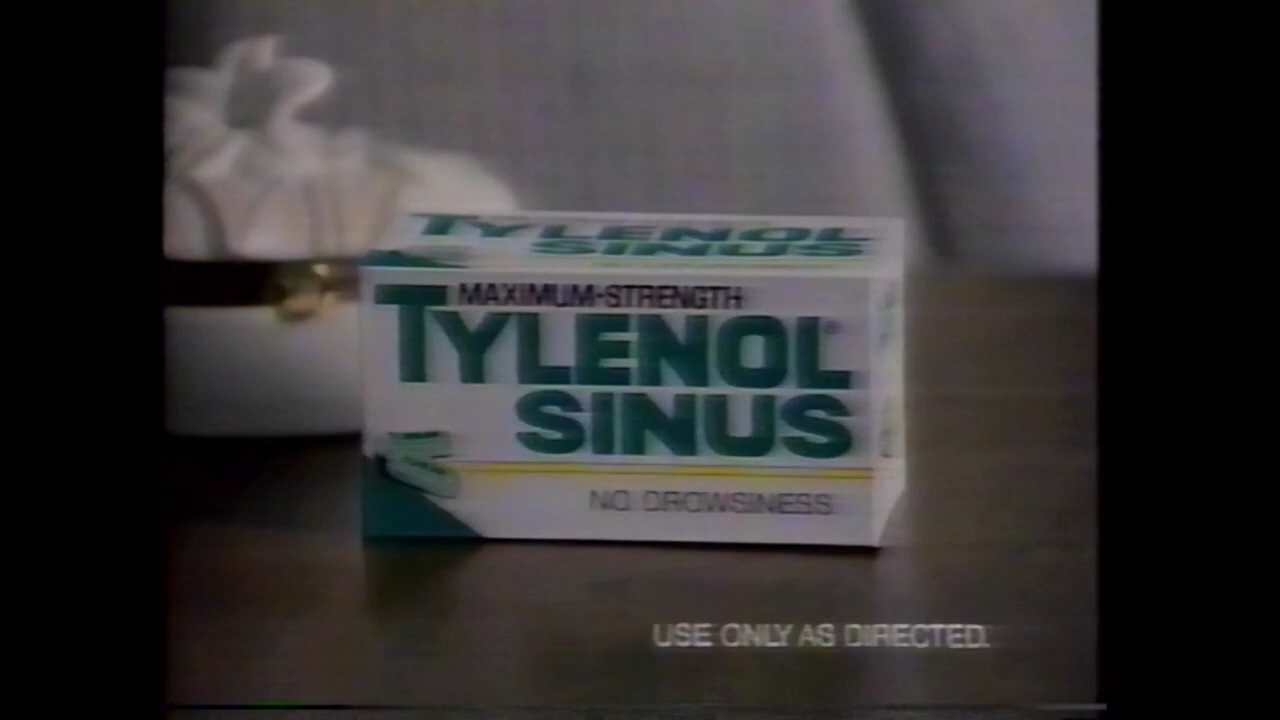 TYLENOL
SINUS
MAXIMUM-STRENGTH
TYLENOL®
SINUS
NO DROWSINESS
USE ONLY AS DIRECTED.